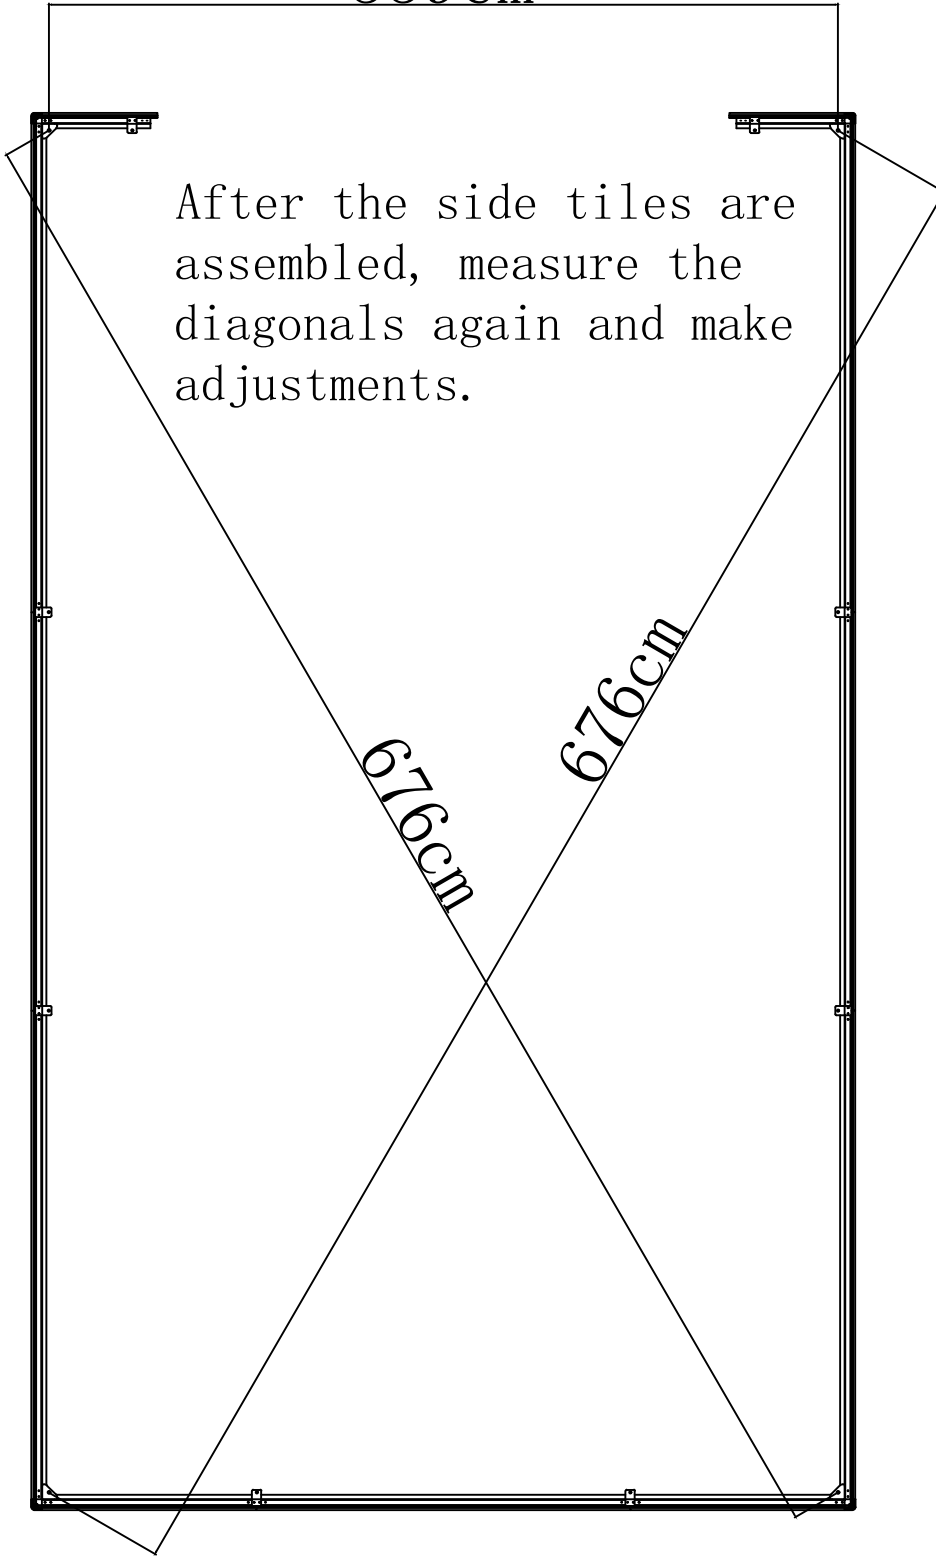 After the side tiles are
assembled, measure the
diagonals again and make
adjustments.
676cm
676cm